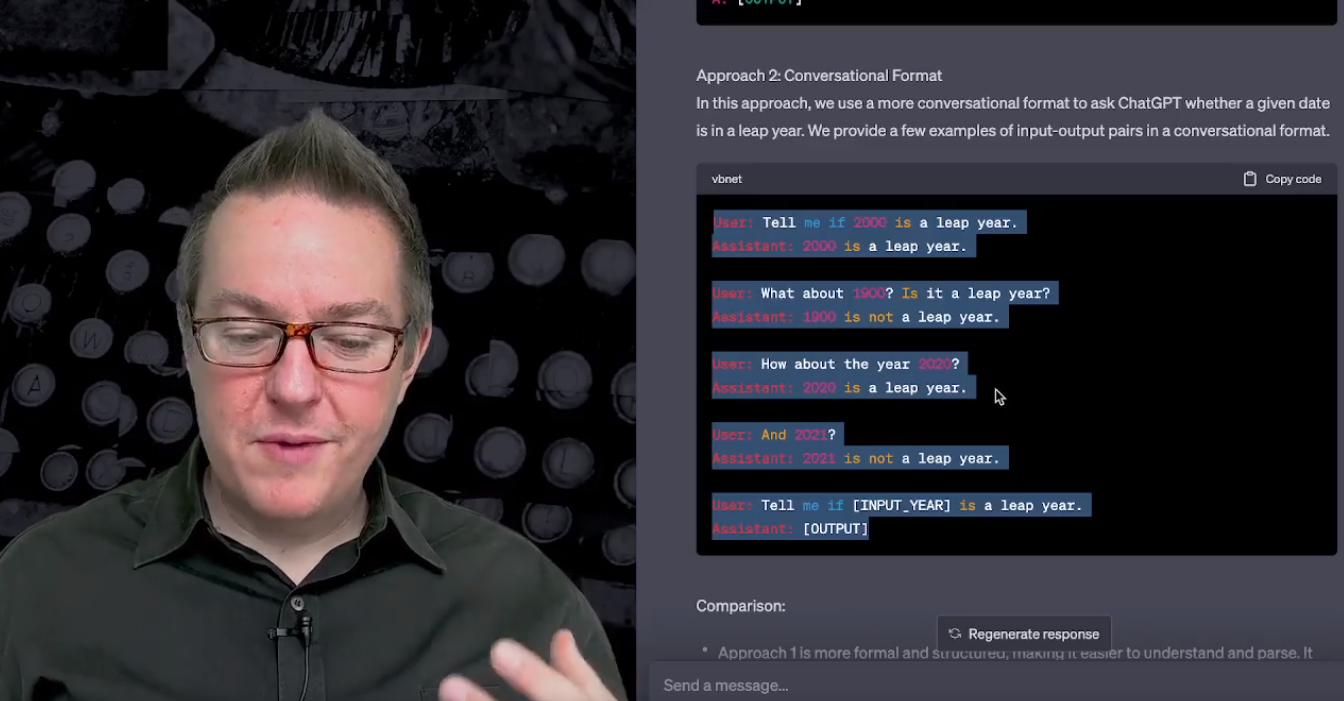 A: [OUTPUT]
Approach 2: Conversational Format
In this approach, we use a more conversational format to ask ChatGPT whether a given date
is in a leap year. We provide a few examples of input-output pairs in a conversational format.
vbnet
Copy code
User: Tell me if 2000 is a leap year.
Assistant: 2000 is a leap year.
User: What about 1900? Is it a leap year?
Assistant: 1900 is not a leap year.
User: How about the year 2020?
Assistant: 2020 is a leap year.
User: And 2021?
Assistant: 2021 is not a leap year.
User: Tell me if [INPUT_YEAR] is a leap year.
Assistant: [OUTPUT]
Comparison:
Regenerate response
• Approach 1 is more formal and structured, making it easier to understand and parse. It
Send a message...
W
A
B